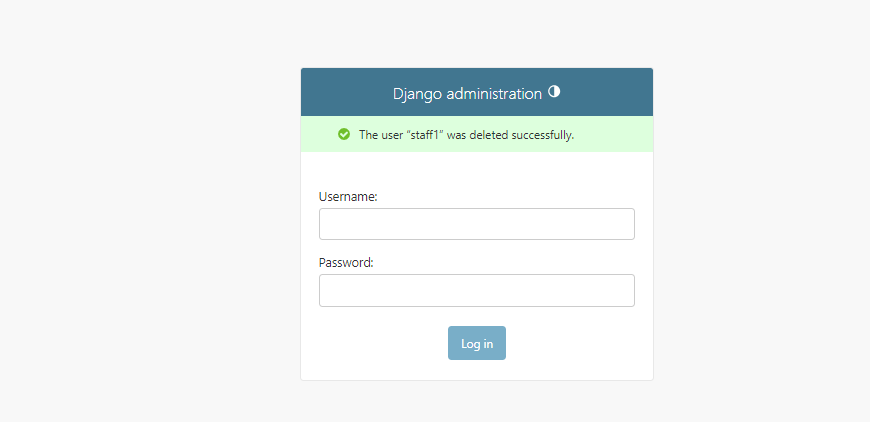 Django administration
The user “staff1” was deleted successfully.
Username:
Password:
Log in